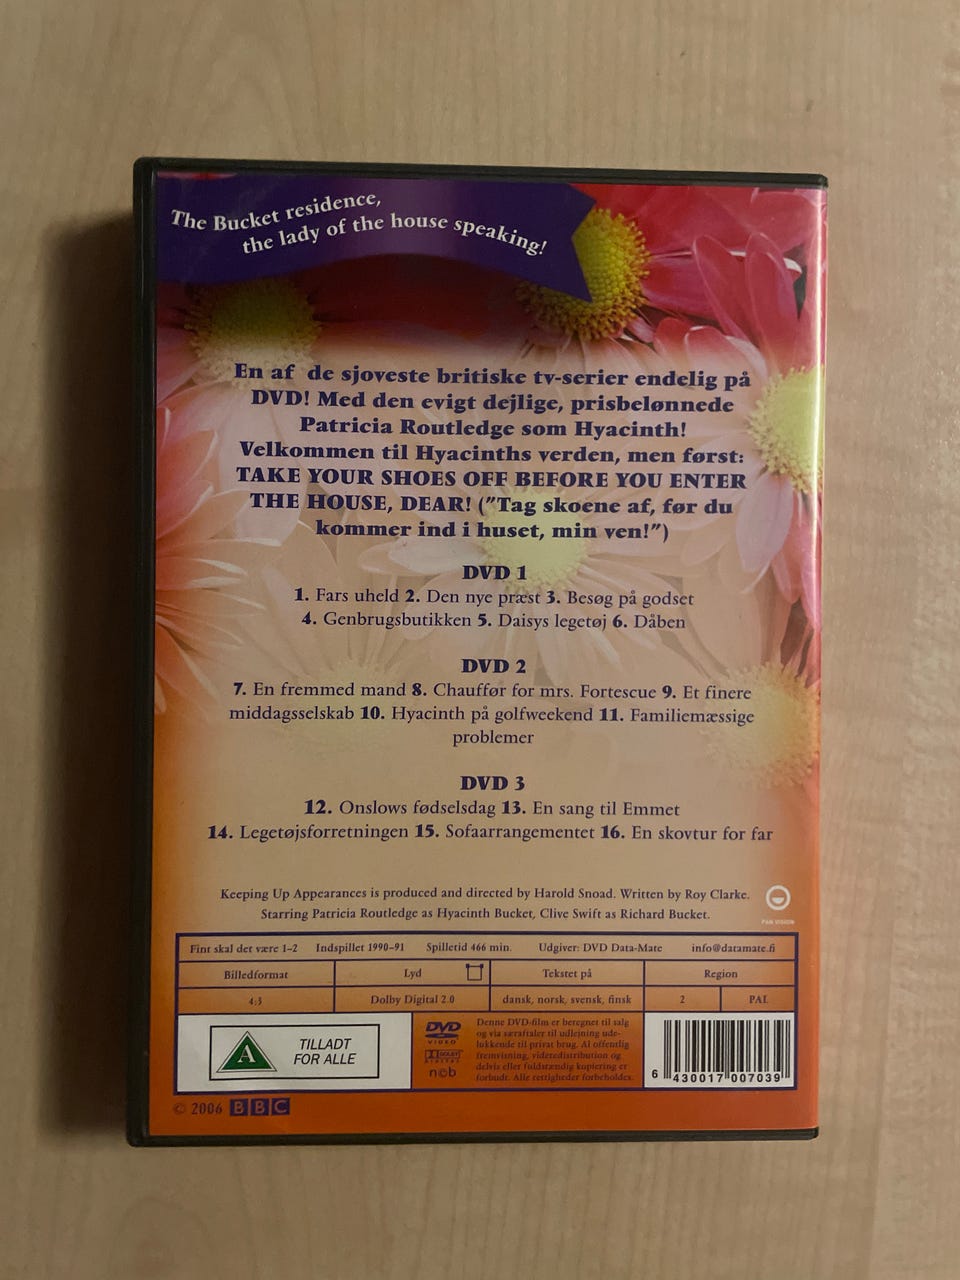 The Bucket residence,
the lady of the house speaking!
En af de sjoveste britiske tv-serier endelig på
DVD! Med den evigt dejlige, prisbelønnede
Patricia Routledge som Hyacinth!
Velkommen til Hyacinths verden, men først:
TAKE YOUR SHOES OFF BEFORE YOU ENTER
THE HOUSE, DEAR! ("Tag skoene af, før du
kommer ind i huset, min ven!")
DVD 1
1. Fars uheld 2. Den nye præst 3. Besøg på godset
4. Genbrugsbutikken 5. Daisys legetøj 6. Dåben
DVD 2
7. En fremmed mand 8. Chauffør for mrs. Fortescue 9. Et finere
middagsselskab 10. Hyacinth på golfweekend 11. Familiemæssige
problemer
DVD 3
12. Onslows fødselsdag 13. En sang til Emmet
14. Legetøjsforretningen 15. Sofaarrangementet 16. En skovtur for far
Keeping Up Appearances is produced and directed by Harold Snoad. Written by Roy Clarke.
Starring Patricia Routledge as Hyacinth Bucket, Clive Swift as Richard Bucket.
PAN VISION
Fint skal det være 1-2 Indspillet 1990-91 Spilletid 466 min. Udgiver: DVD Data-Mate info@datamate.fi
Billedformat Lyd Tekstet på Region
4:3 Dolby Digital 2.0 dansk, norsk, svensk, finsk 2 PAL
A
TILLADT
FOR ALLE
DVD
VIDEO
DOLBY
DIGITAL
n©b
Denne DVD-film er beregnet til salg
og via særaftaler til udlejning ude-
lukkende til privat brug. Al offentlig
fremvisning, videredistribution og
delvis eller fuldstændig kopiering er
forbudt. Alle rettigheder forbeholdes.
6 430017 007039
© 2006 BBC